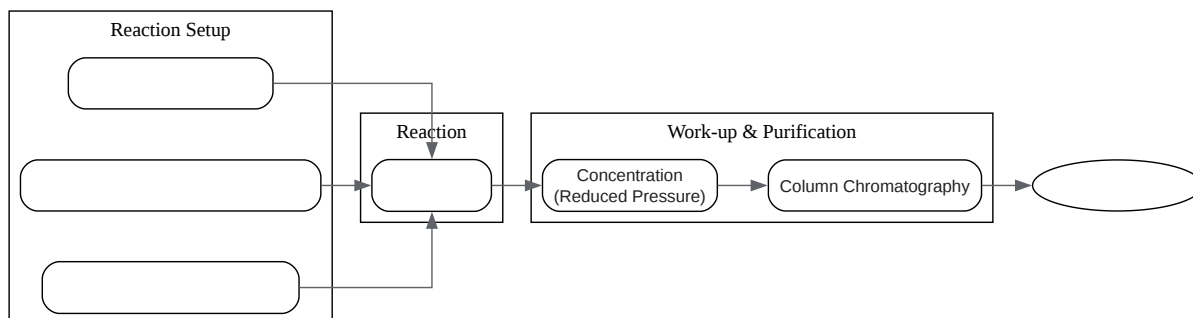 Reaction Setup
Reaction
Work-up & Purification
Concentration
(Reduced Pressure)
Column Chromatography